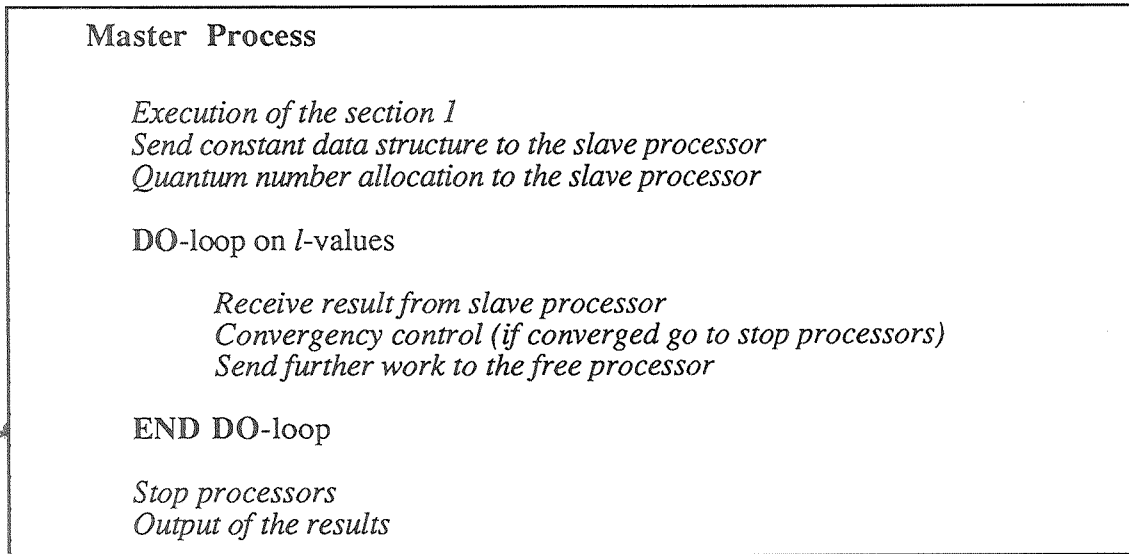 Master Process
Execution of the section 1
Send constant data structure to the slave processor
Quantum number allocation to the slave processor
DO-loop on l-values
Receive result from slave processor
Convergency control (if converged go to stop processors)
Send further work to the free processor
END DO-loop
Stop processors
Output of the results